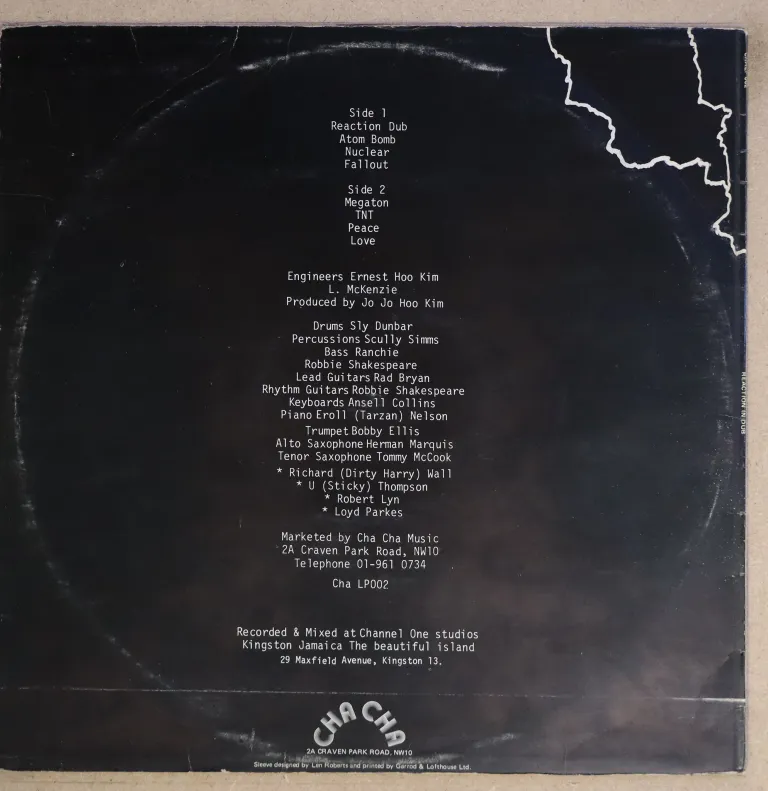 Side 1
Reaction Dub
Atom Bomb
Nuclear
Fallout
Side 2
Megaton
TNT
Peace
Love
Engineers Ernest Hoo Kim
L. McKenzie
Produced by Jo Jo Hoo Kim
Drums Sly Dunbar
Percussions Scully Simms
Bass Ranchie
Robbie Shakespeare
Lead Guitars Rad Bryan
Rhythm Guitars Robbie Shakespeare
Keyboards Ansell Collins
Piano Eroll (Tarzan) Nelson
Trumpet Bobby Ellis
Alto Saxophone Herman Marquis
Tenor Saxophone Tommy McCook
* Richard (Dirty Harry) Wall
* U (Sticky) Thompson
* Robert Lyn
* Loyd Parkes
Marketed by Cha Cha Music
2A Craven Park Road, NW10
Telephone 01-961 0734
Cha LP002
Recorded & Mixed at Channel One studios
Kingston Jamaica The beautiful island
29 Maxfield Avenue, Kingston 13.
CHA CHA
2A CRAVEN PARK ROAD, NW10
Sleeve designed by Len Roberts and printed by Garrod & Lofthouse Ltd.
REACTION IN DUB